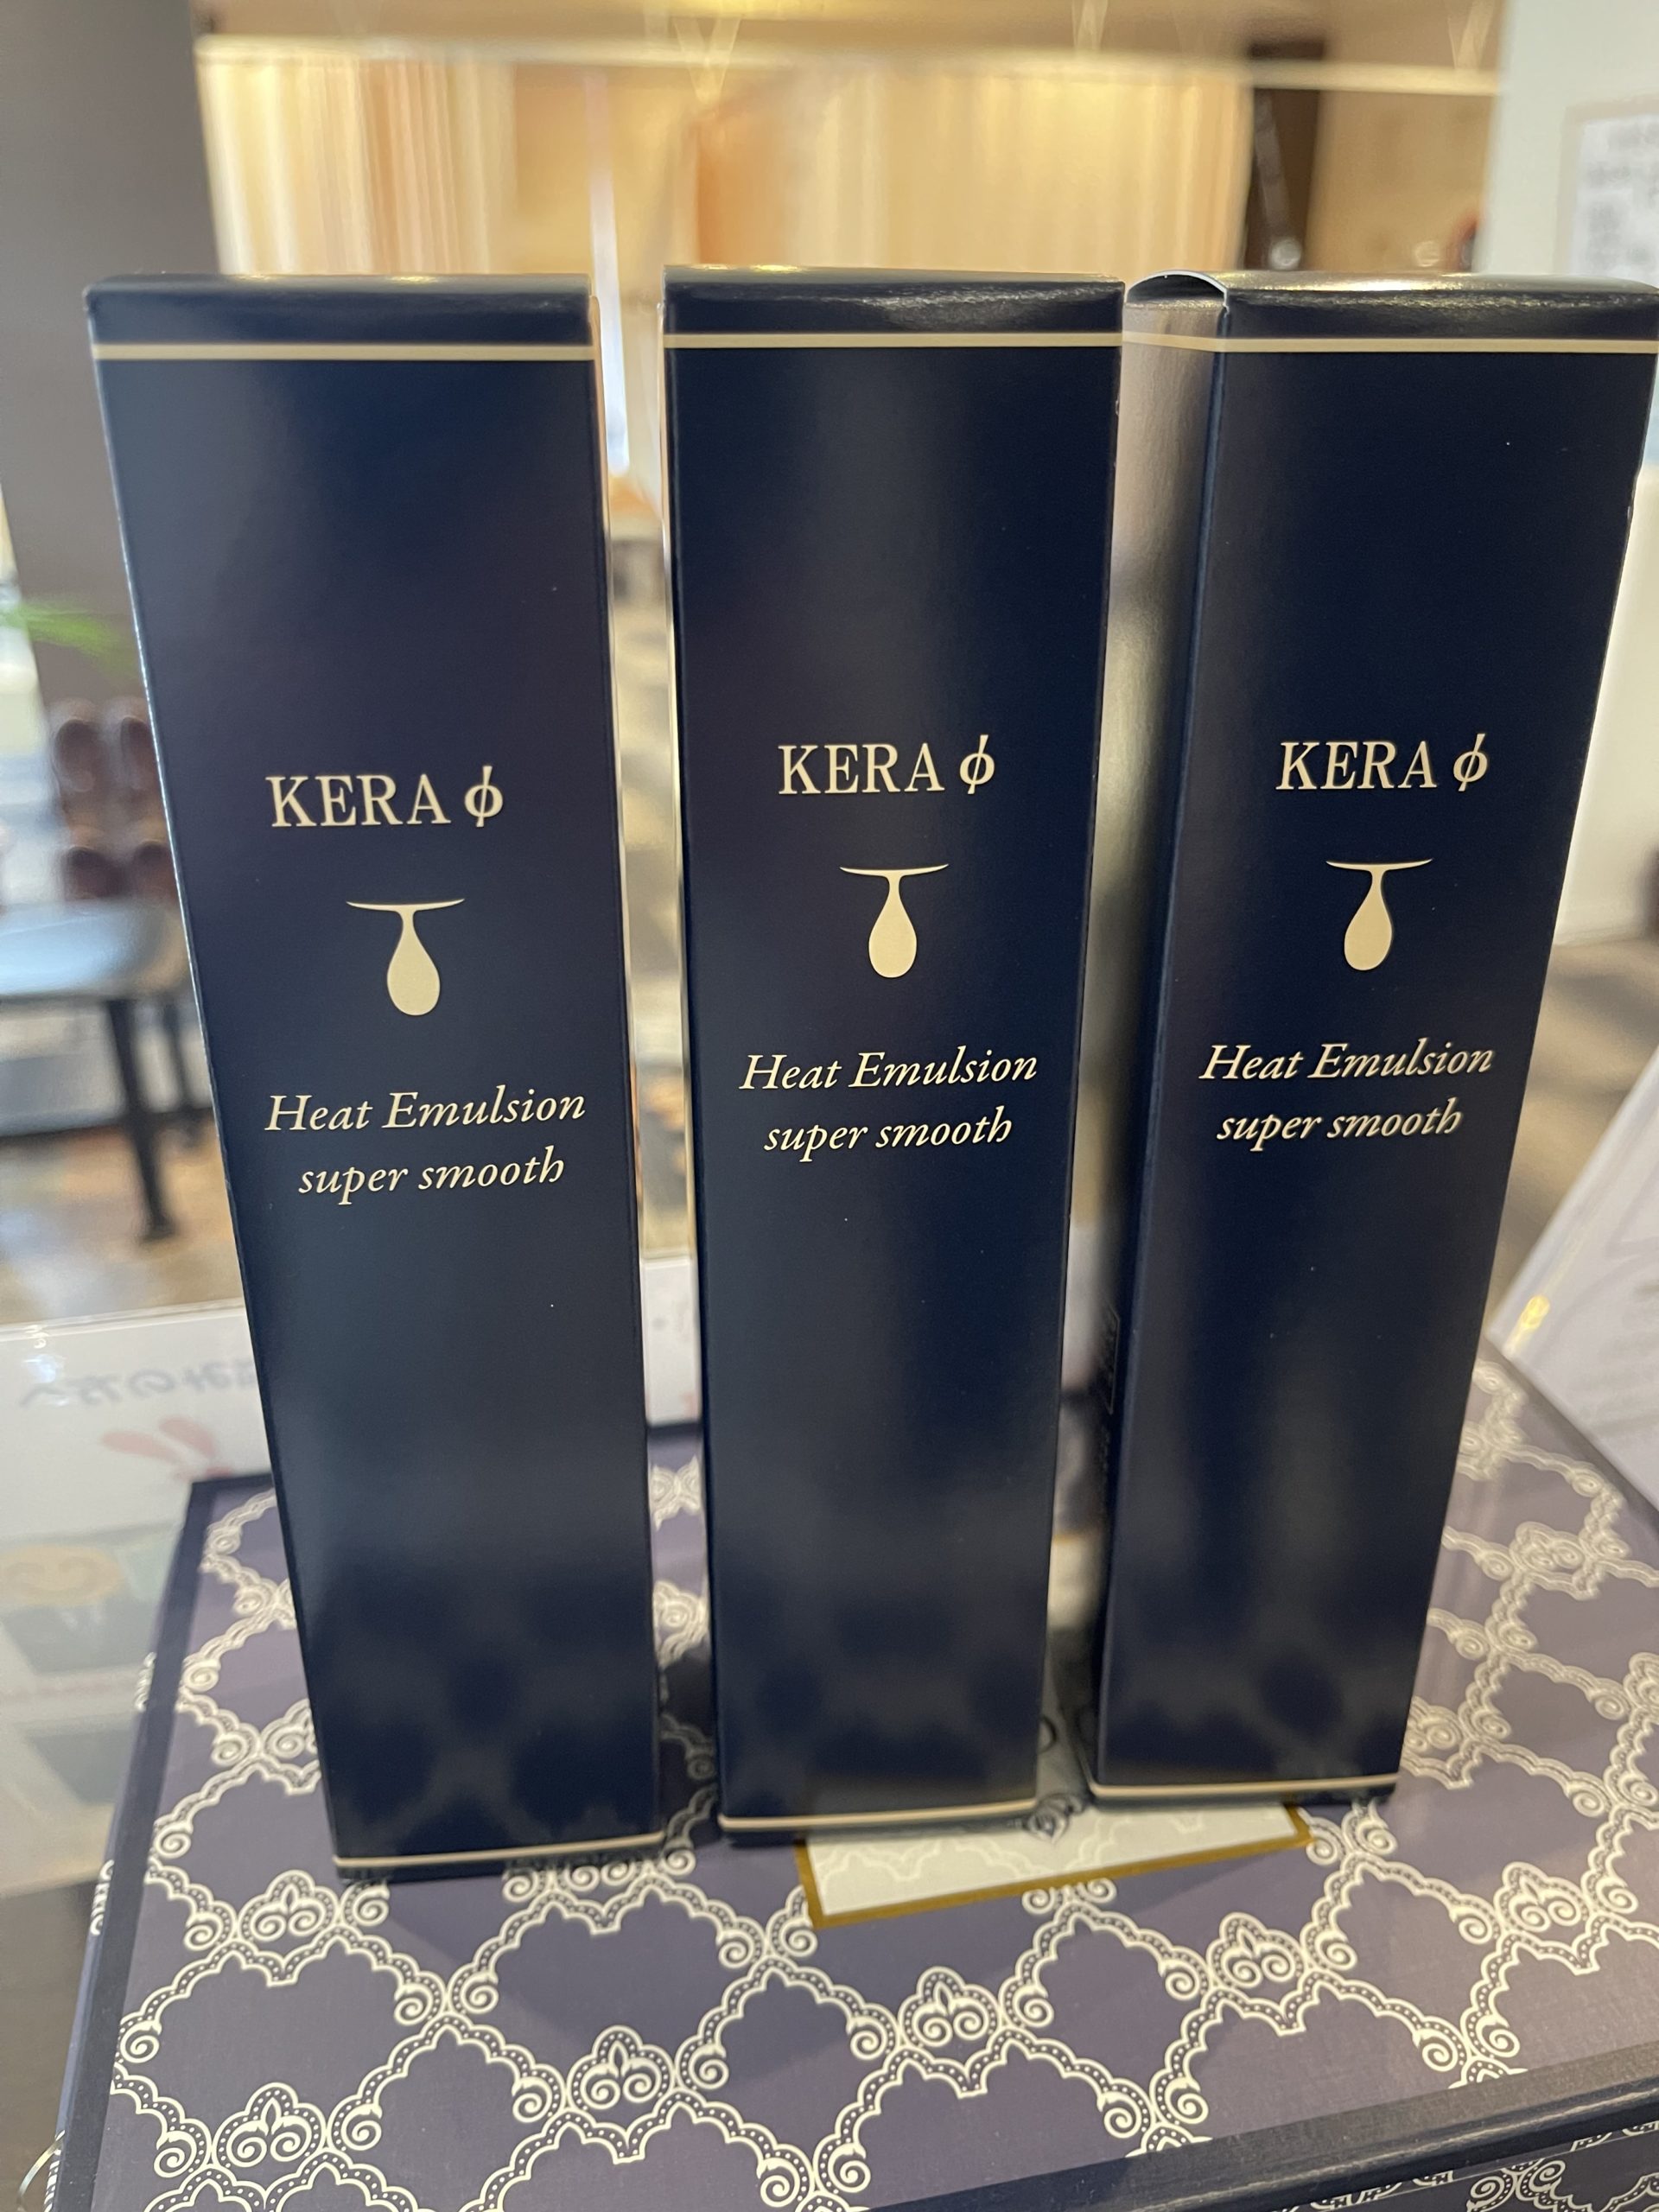 KERA ϕ
Heat Emulsion
super smooth
KERA ϕ
Heat Emulsion
super smooth
KERA ϕ
Heat Emulsion
super smooth